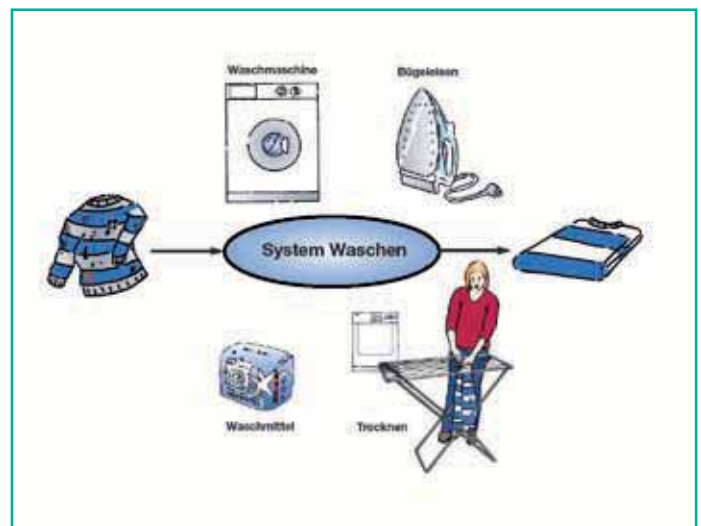 Waschmaschine
Bügeleisen
System Waschen
Waschmittel
Trocknen